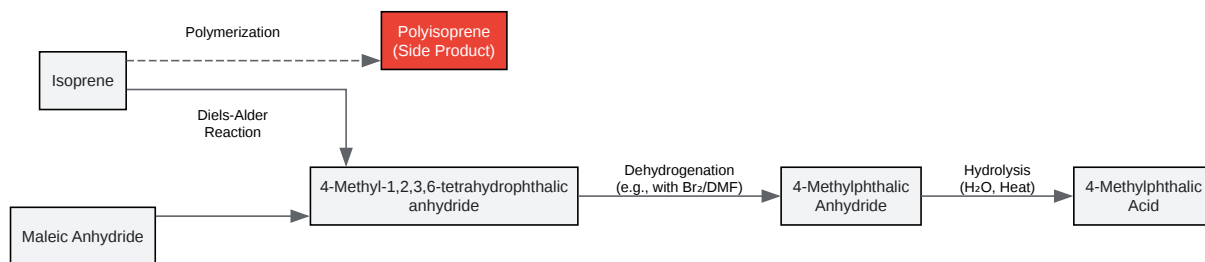 Polymerization
Polyisoprene
(Side Product)
Isoprene
Diels-Alder
Reaction
4-Methyl-1,2,3,6-tetrahydrophthalic
anhydride
Dehydrogenation
(e.g., with Br₂/DMF)
4-Methylphthalic
Anhydride
Hydrolysis
(H₂O, Heat)
4-Methylphthalic
Acid
Maleic Anhydride